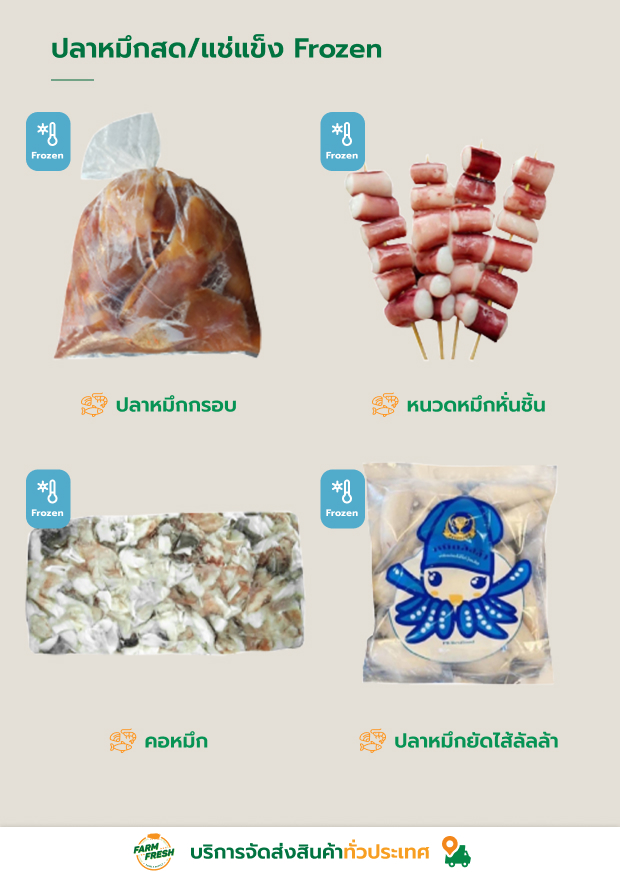 ปลาหมึกสด/แช่แข็ง Frozen
Frozen
Frozen
ปลาหมึกกรอบ
หนวดหมึกหั่นชิ้น
Frozen
Frozen
คอหมึก
ปลาหมึกยัดไส้ลัลล้า
FARM
FRESH
บริการจัดส่งสินค้าทั่วประเทศ